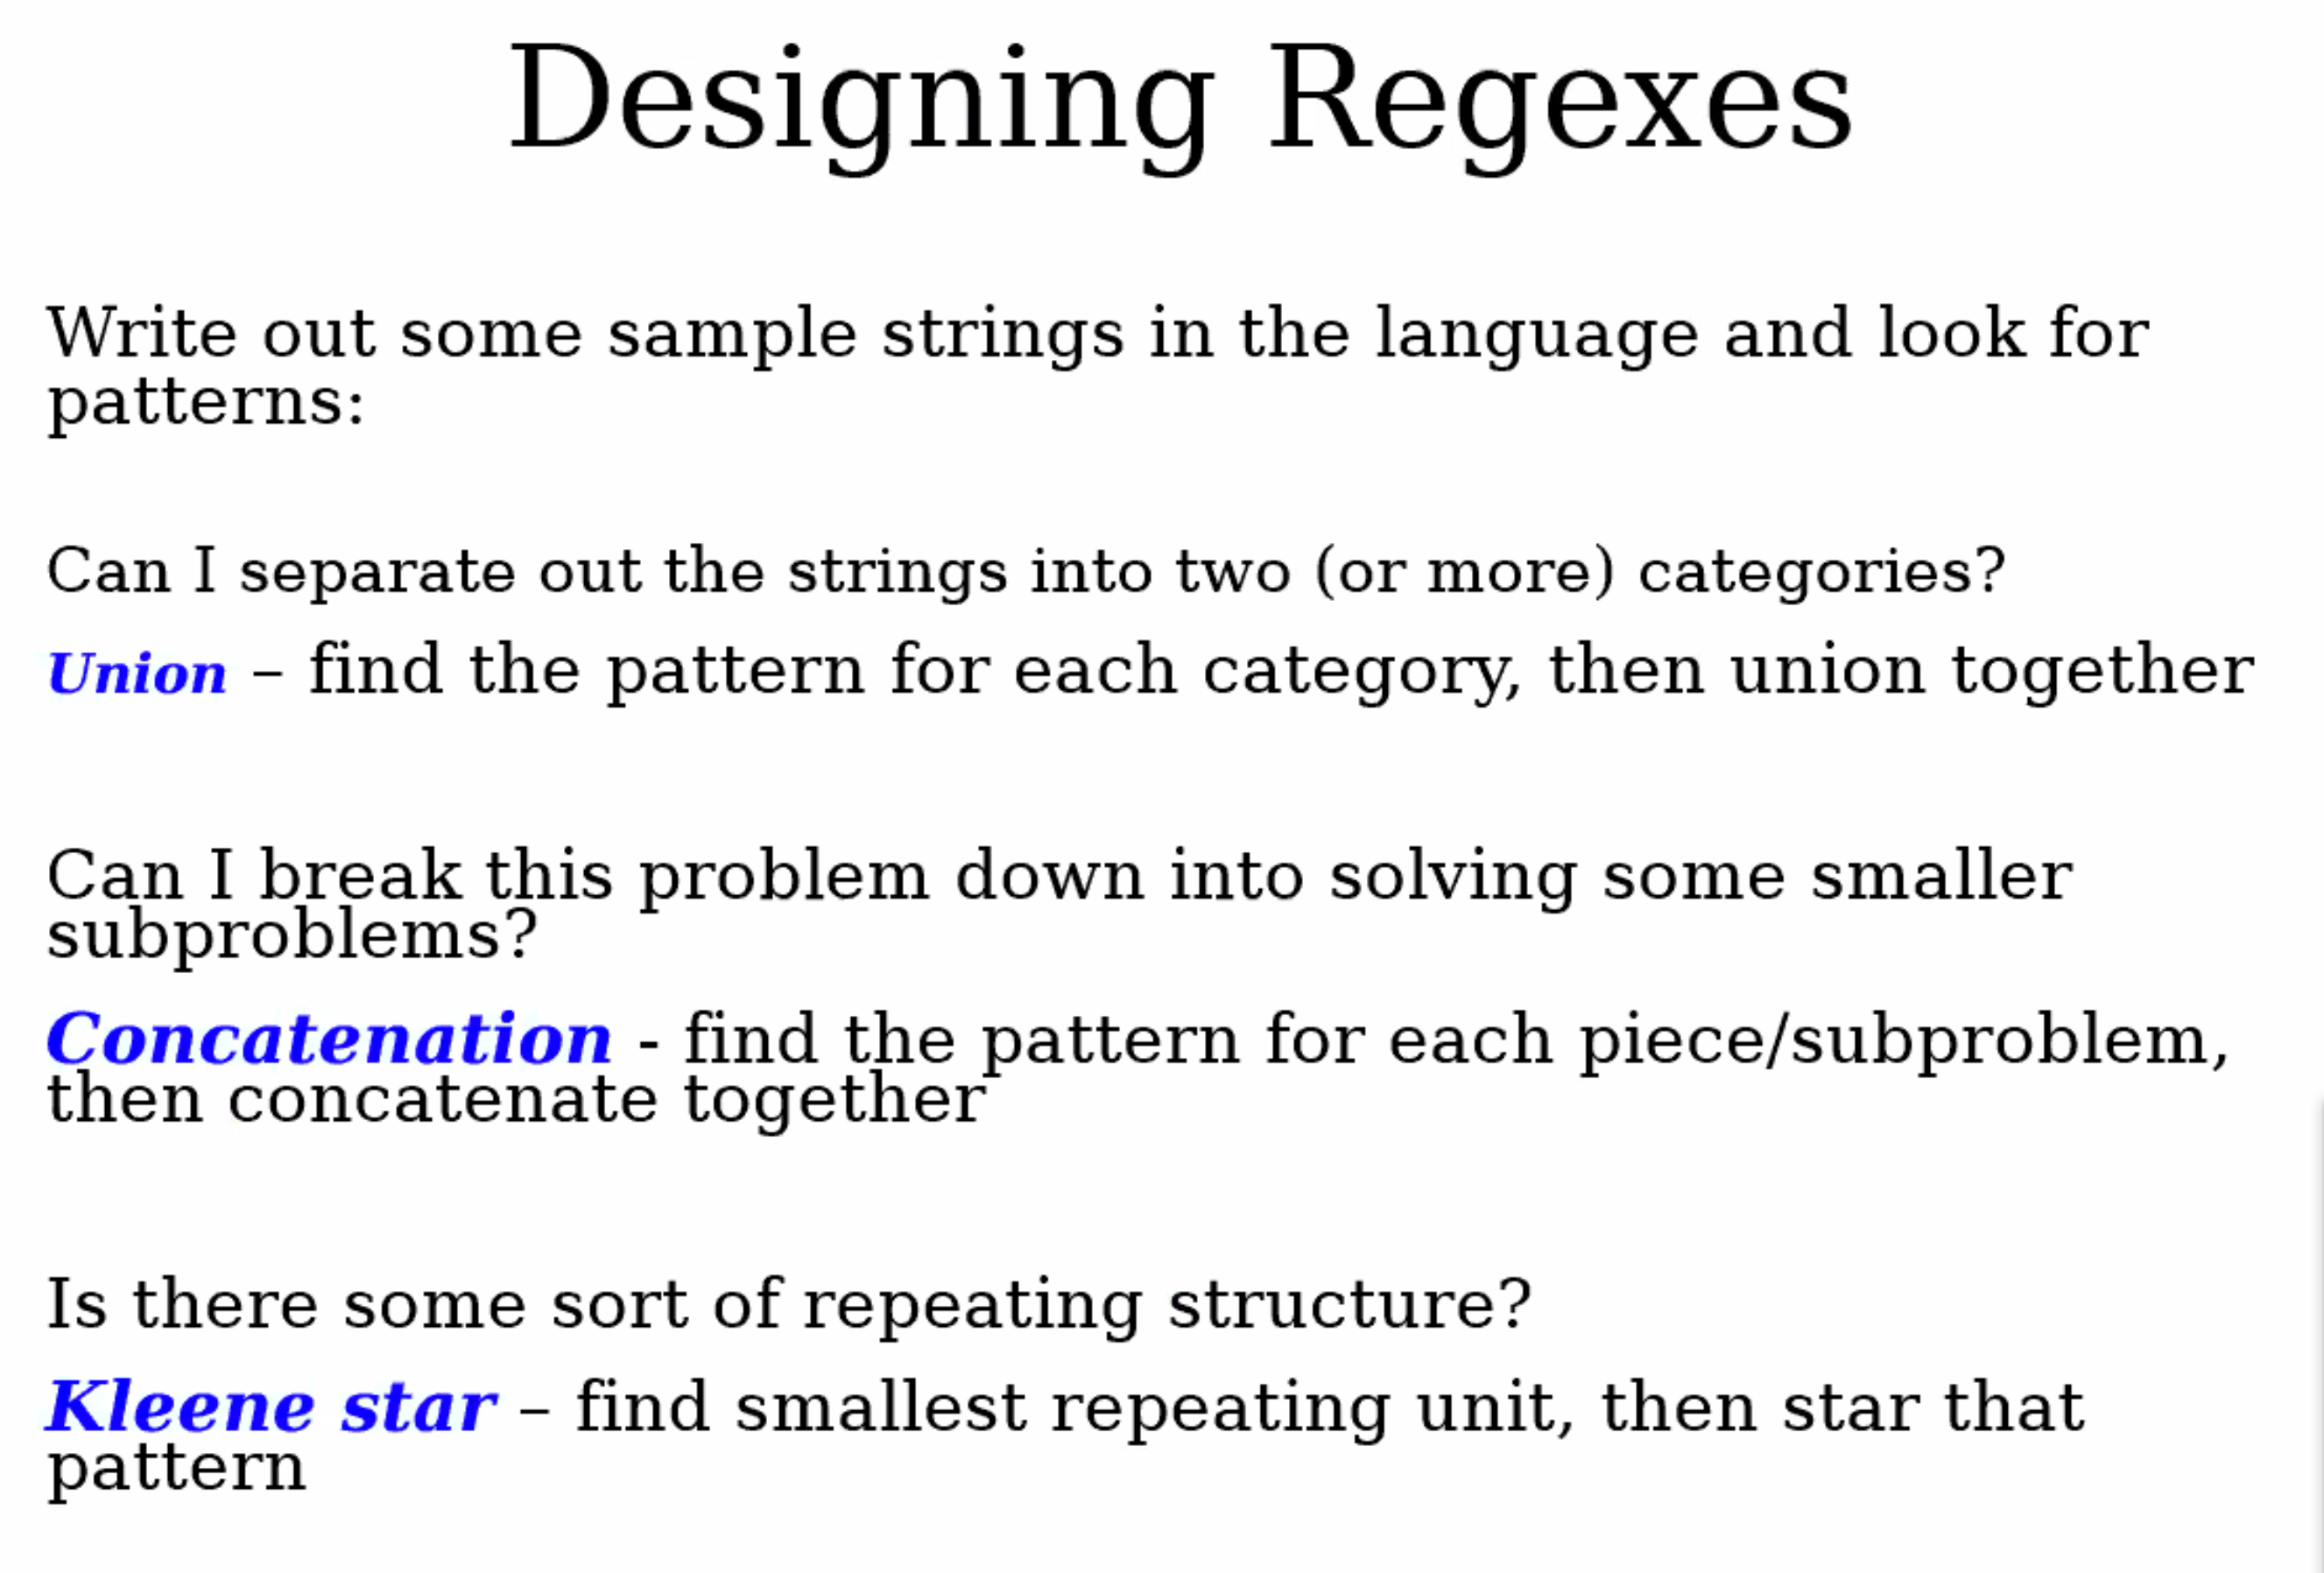 Designing Regexes
Write out some sample strings in the language and look for
patterns:
Can I separate out the strings into two (or more) categories?
Union – find the pattern for each category, then union together
Can I break this problem down into solving some smaller
subproblems?
Concatenation - find the pattern for each piece/subproblem,
then concatenate together
Is there some sort of repeating structure?
Kleene star – find smallest repeating unit, then star that
pattern